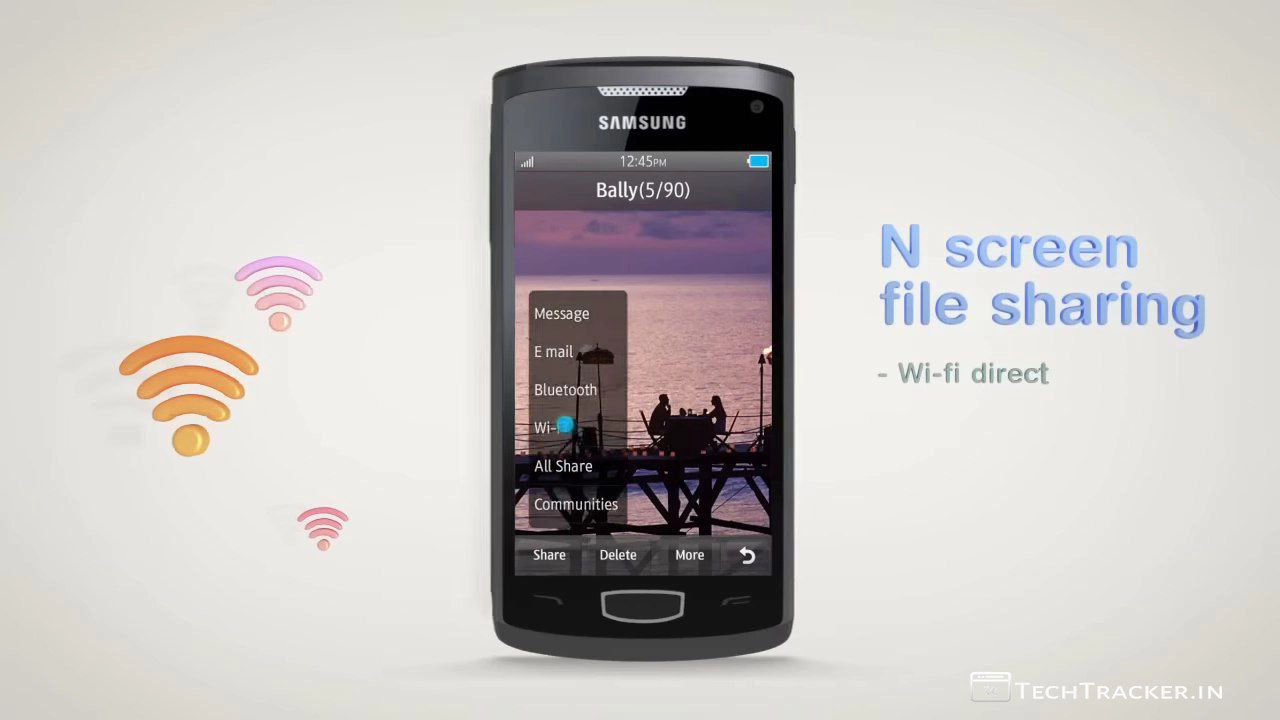 SAMSUNG
12:45PM
Bally(5/90)
Message
E mail
Bluetooth
Wi-
All Share
Communities
Share Delete More
N screen
file sharing
- Wi-fi direct
TECHTRACKER.IN